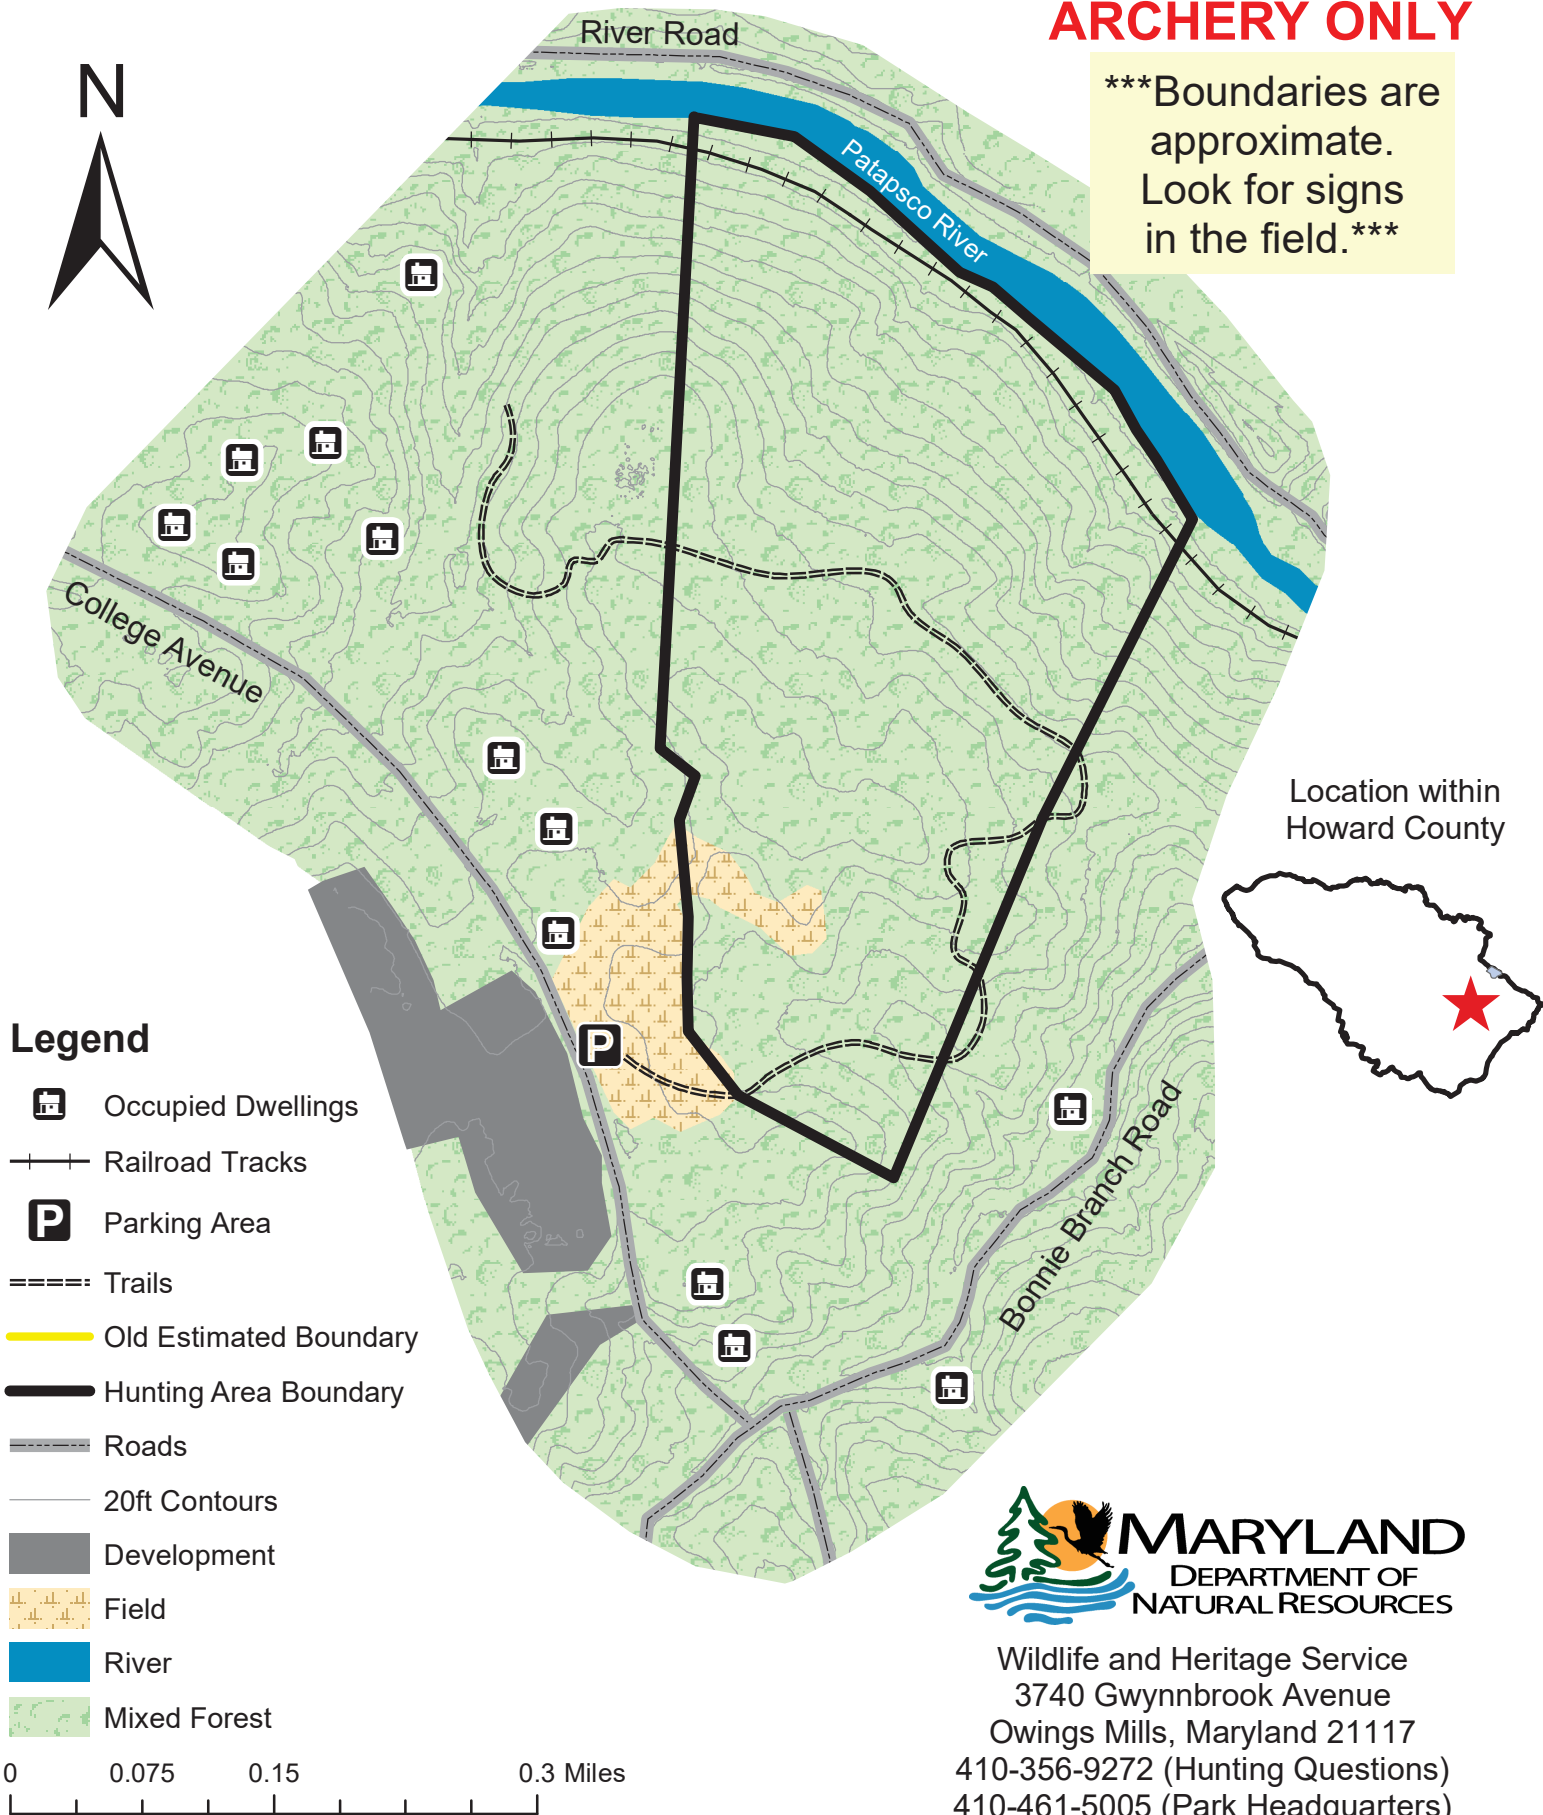 ARCHERY ONLY
***Boundaries are
approximate.
Look for signs
in the field.***
N
River Road
Patapsco River
College Avenue
P
Bonnie Branch Road
Location within
Howard County
Legend
Occupied Dwellings
Railroad Tracks
P Parking Area
Trails
Old Estimated Boundary
Hunting Area Boundary
Roads
20ft Contours
Development
Field
River
Mixed Forest
0 0.075 0.15 0.3 Miles
MARYLAND
DEPARTMENT OF
NATURAL RESOURCES
Wildlife and Heritage Service
3740 Gwynnbrook Avenue
Owings Mills, Maryland 21117
410-356-9272 (Hunting Questions)
410-461-5005 (Park Headquarters)